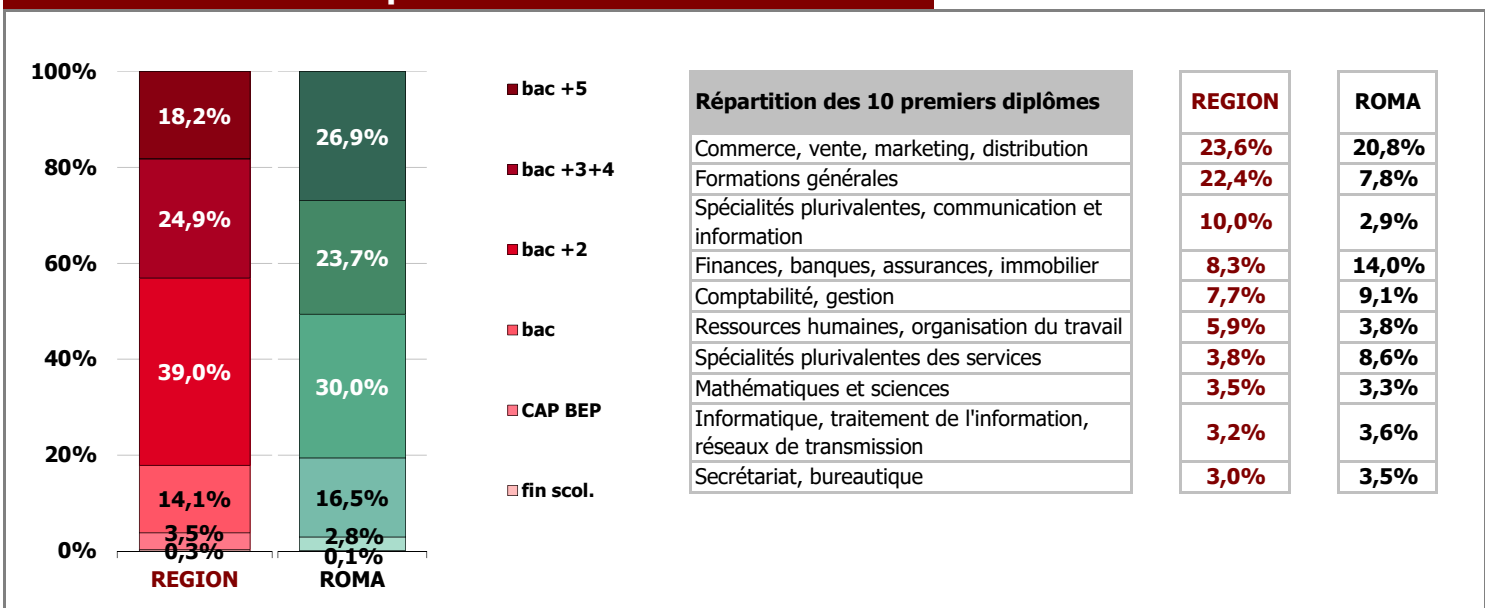 100%
80%
60%
40%
20%
0%
18,2%
24,9%
39,0%
14,1%
3,5%
0,3%
REGION
26,9%
23,7%
30,0%
16,5%
2,8%
0,1%
ROMA
bac +5
bac +3+4
bac +2
bac
CAP BEP
fin scol.
Répartition des 10 premiers diplômes REGION ROMA
Commerce, vente, marketing, distribution 23,6% 20,8%
Formations générales 22,4% 7,8%
Spécialités plurivalentes, communication et
information 10,0% 2,9%
Finances, banques, assurances, immobilier 8,3% 14,0%
Comptabilité, gestion 7,7% 9,1%
Ressources humaines, organisation du travail 5,9% 3,8%
Spécialités plurivalentes des services 3,8% 8,6%
Mathématiques et sciences 3,5% 3,3%
Informatique, traitement de l'information,
réseaux de transmission 3,2% 3,6%
Secrétariat, bureautique 3,0% 3,5%